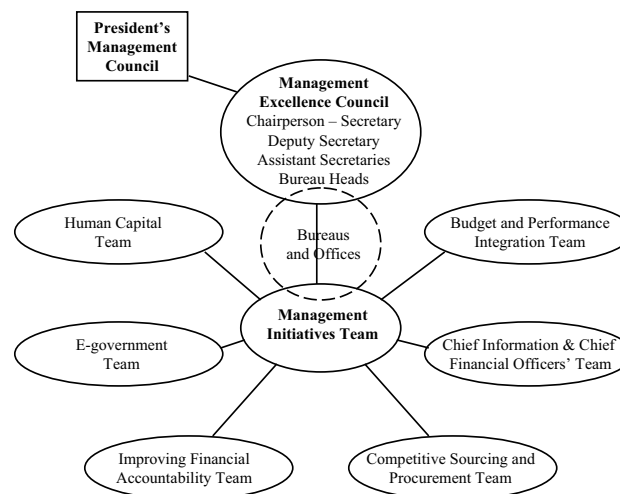 President's
Management
Council
Management
Excellence Council
Chairperson – Secretary
Deputy Secretary
Assistant Secretaries
Bureau Heads
Human Capital
Team
Bureaus
and Offices
Budget and Performance
Integration Team
Management
Initiatives Team
E-government
Team
Chief Information & Chief
Financial Officers' Team
Improving Financial
Accountability Team
Competitive Sourcing and
Procurement Team